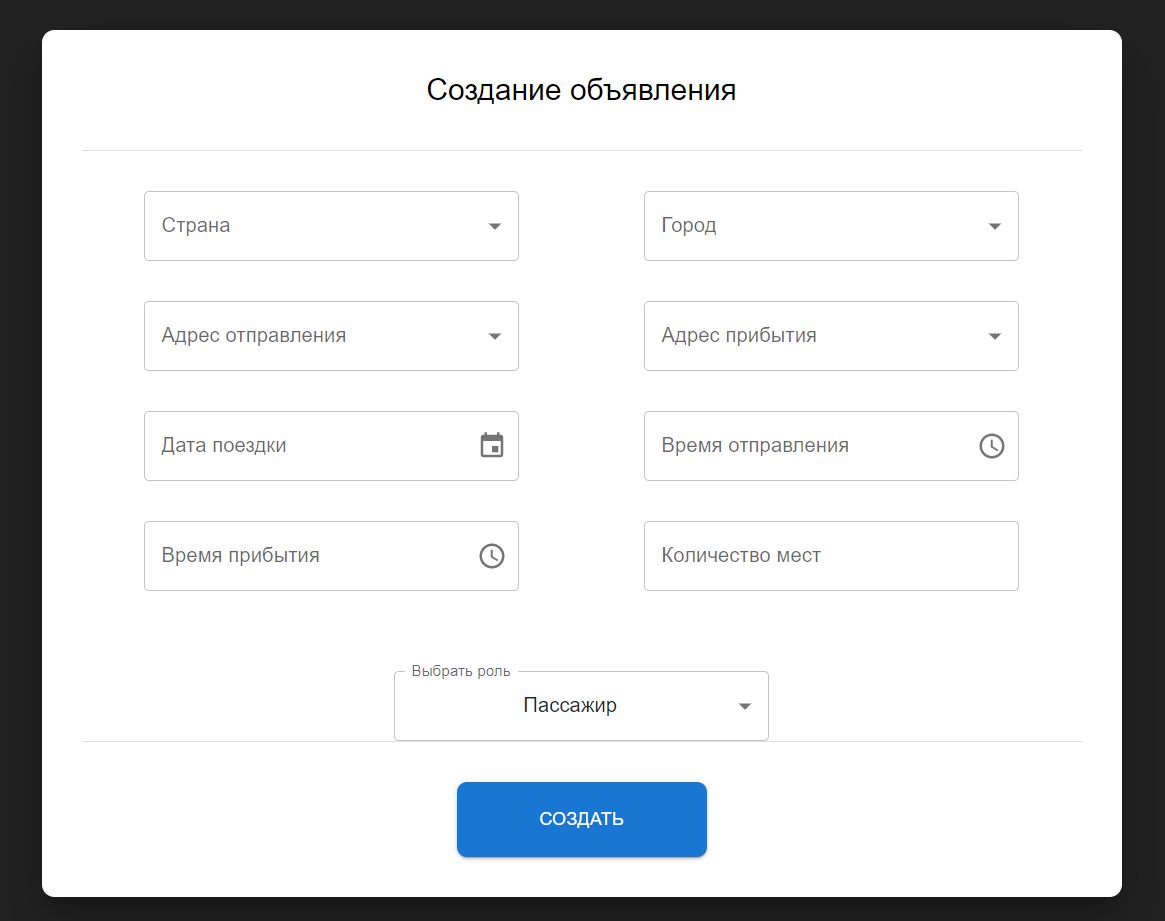 Создание объявления
Страна
Город
Адрес отправления
Адрес прибытия
Дата поездки
Время отправления
Время прибытия
Количество мест
Выбрать роль
Пассажир
СОЗДАТЬ